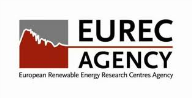 EUREC
AGENCY
European Renewable Energy Research Centres Agency